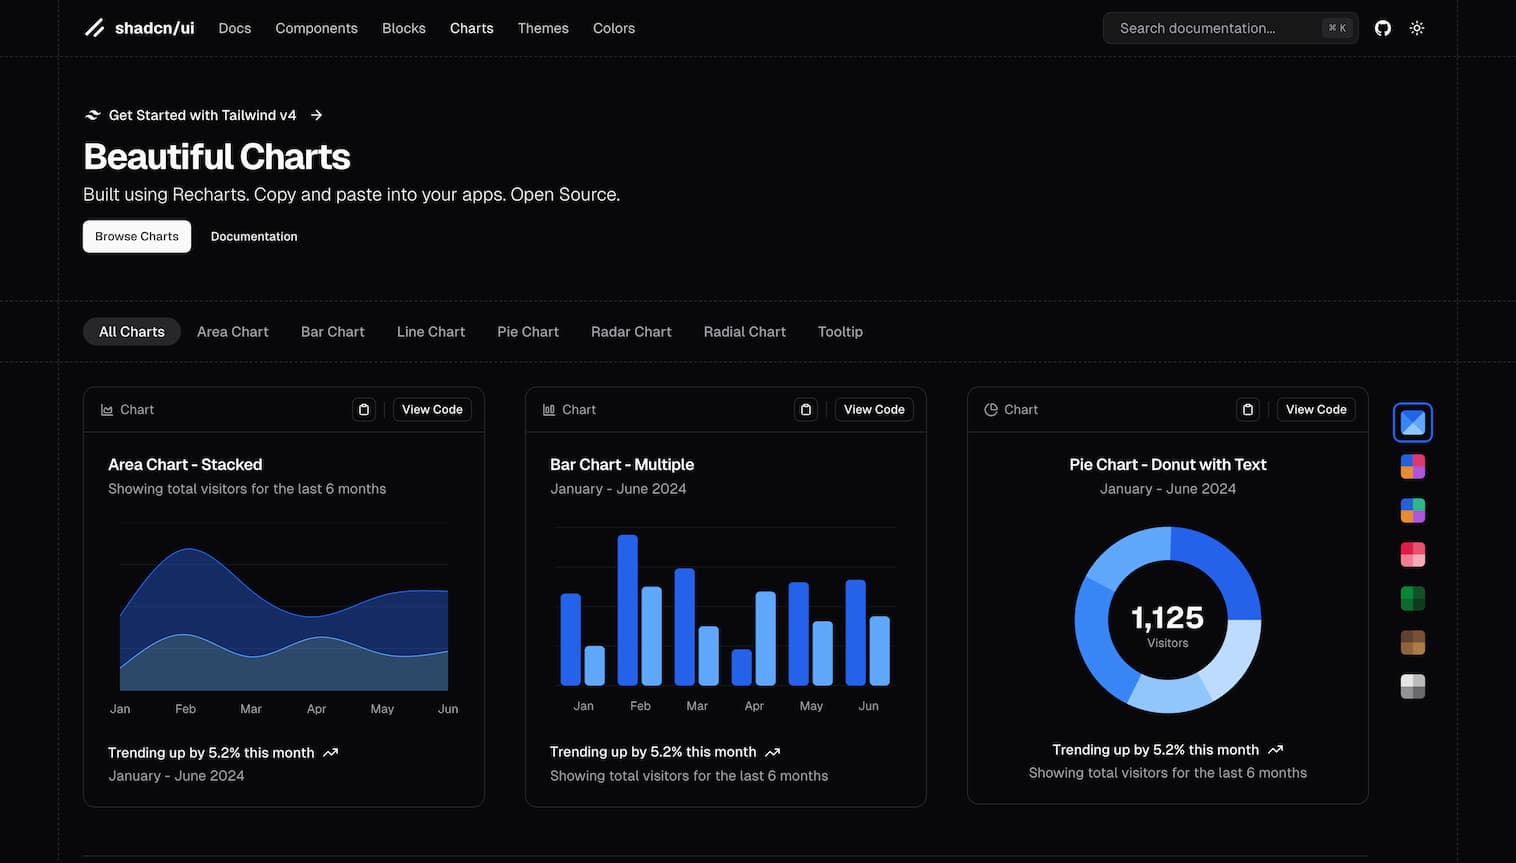 shadcn/ui Docs Components Blocks Charts Themes Colors Search documentation... ⌘ K
Get Started with Tailwind v4 →
Beautiful Charts
Built using Recharts. Copy and paste into your apps. Open Source.
Browse Charts Documentation
All Charts Area Chart Bar Chart Line Chart Pie Chart Radar Chart Radial Chart Tooltip
Chart View Code
Area Chart - Stacked
Showing total visitors for the last 6 months
Jan Feb Mar Apr May Jun
Trending up by 5.2% this month
January - June 2024
Chart View Code
Bar Chart - Multiple
January - June 2024
Jan Feb Mar Apr May Jun
Trending up by 5.2% this month
Showing total visitors for the last 6 months
Chart View Code
Pie Chart - Donut with Text
January - June 2024
1,125
Visitors
Trending up by 5.2% this month
Showing total visitors for the last 6 months